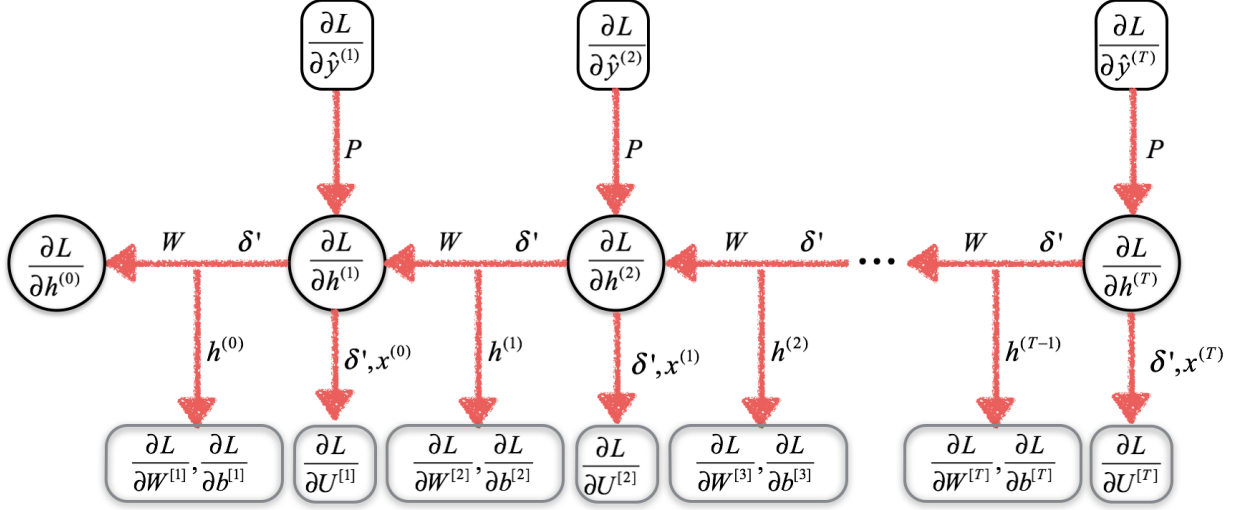 ∂L/∂ŷ⁽¹⁾ ∂L/∂ŷ⁽²⁾ ∂L/∂ŷ⁽ᵀ⁾
P P P
∂L/∂h⁽⁰⁾ W δ' ∂L/∂h⁽¹⁾ W δ' ∂L/∂h⁽²⁾ W δ' ••• W δ' ∂L/∂h⁽ᵀ⁾
h⁽⁰⁾ δ', x⁽⁰⁾ h⁽¹⁾ δ', x⁽¹⁾ h⁽²⁾ h⁽ᵀ⁻¹⁾ δ', x⁽ᵀ⁾
∂L/∂W[1], ∂L/∂b[1] ∂L/∂U[1] ∂L/∂W[2], ∂L/∂b[2] ∂L/∂U[2] ∂L/∂W[3], ∂L/∂b[3] ∂L/∂W[T], ∂L/∂b[T] ∂L/∂U[T]